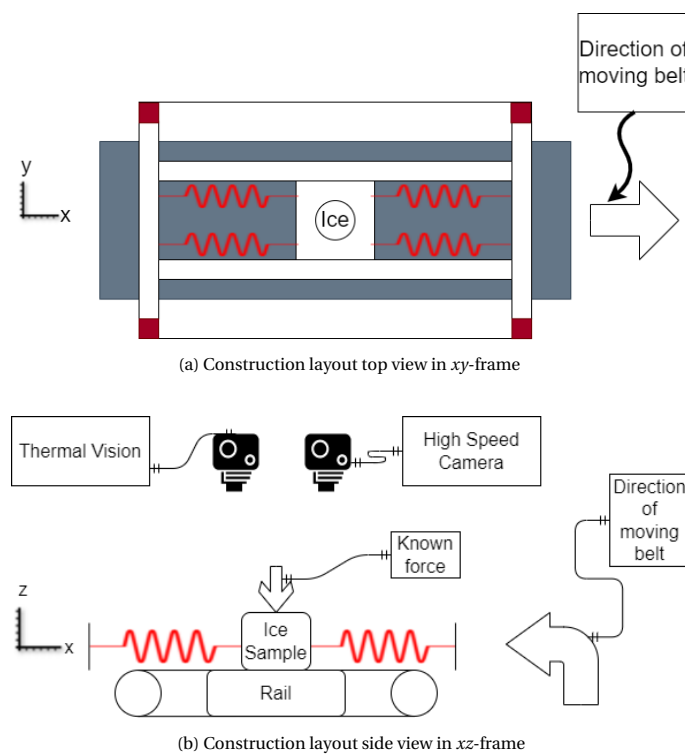 Direction of
moving belt
y
x
Ice
(a) Construction layout top view in xy-frame
Thermal Vision
High Speed
Camera
Direction
of
moving
belt
Known
force
z
x
Ice
Sample
Rail
(b) Construction layout side view in xz-frame